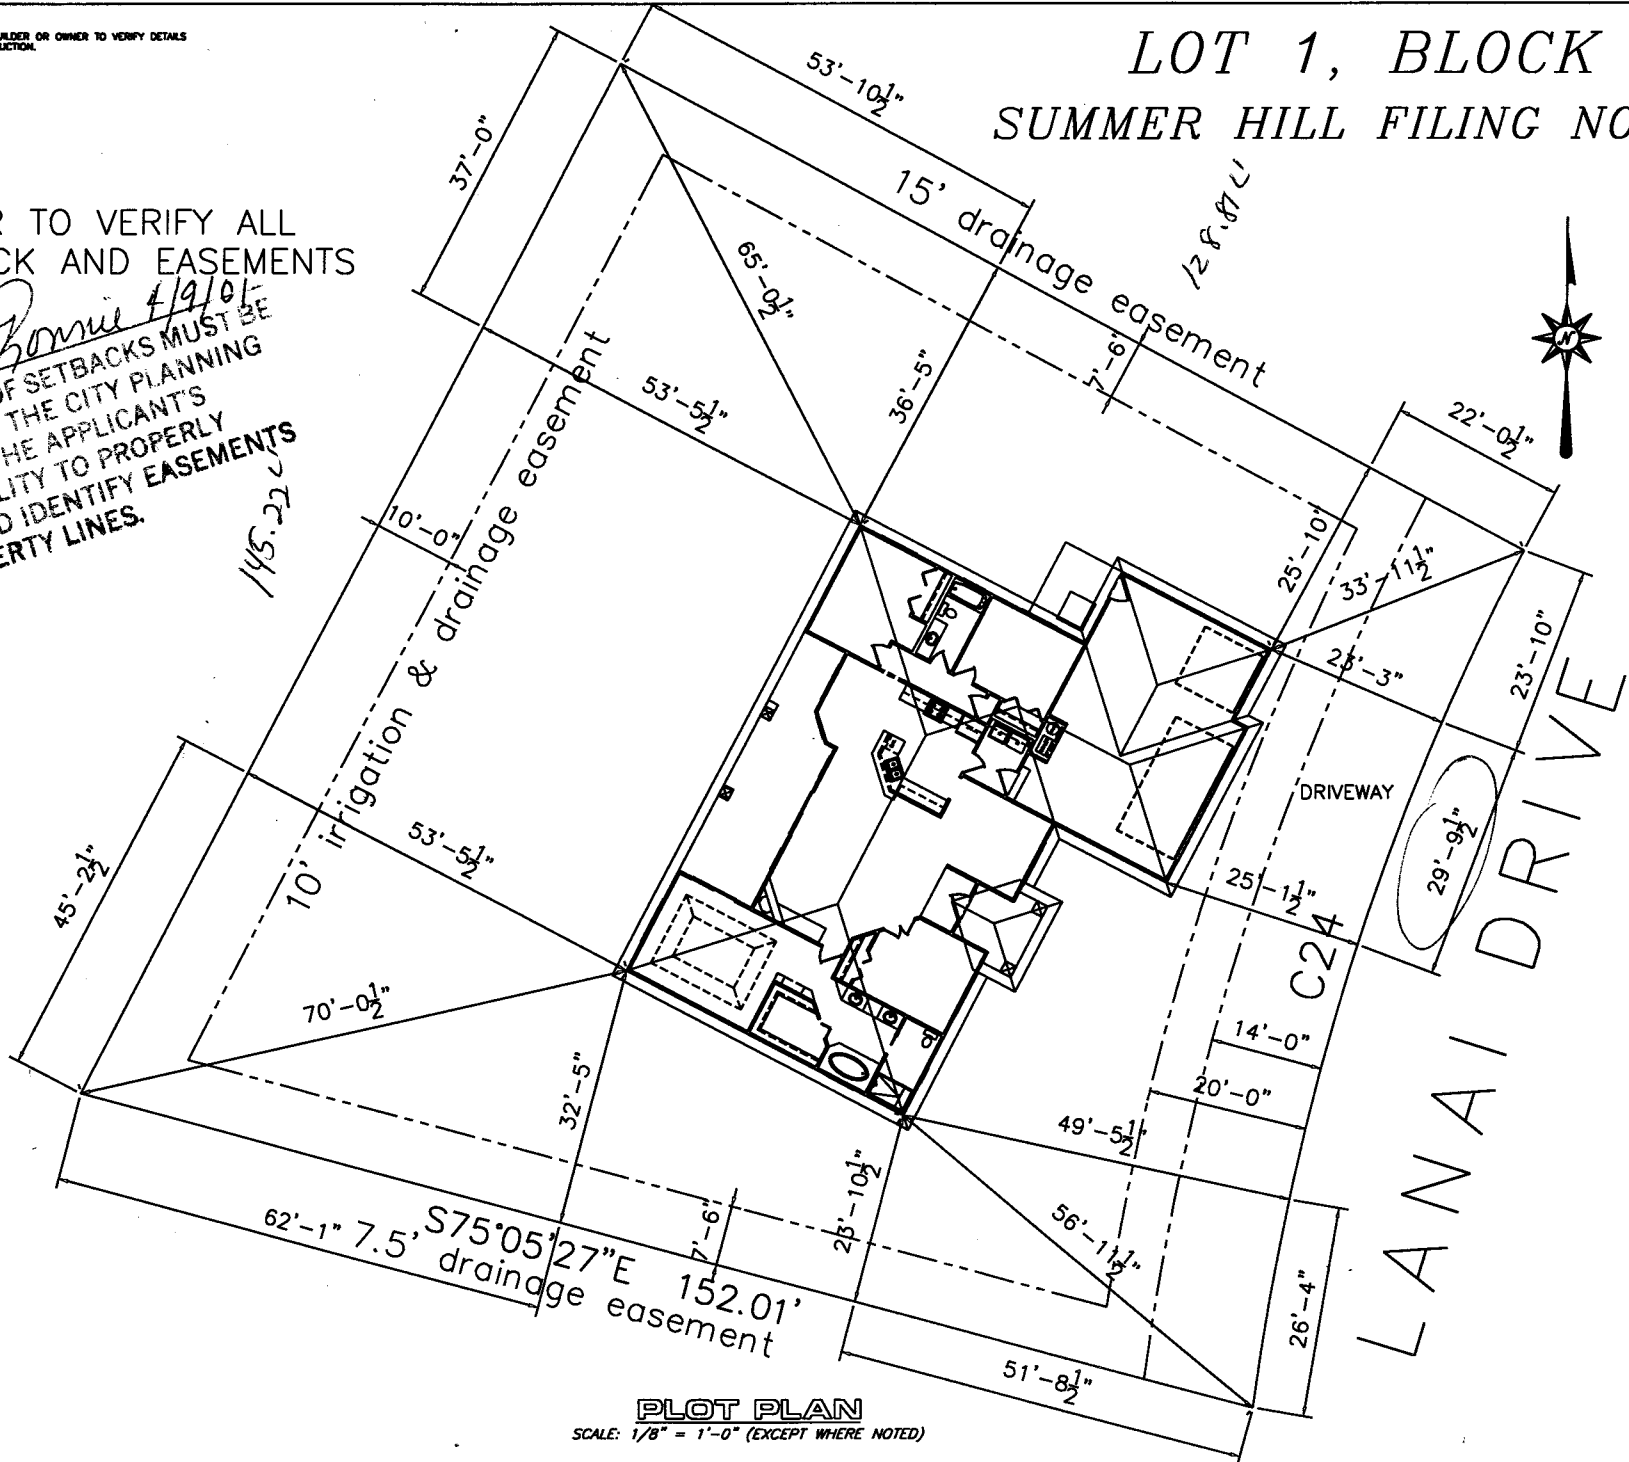 UILDER OR OWNER TO VERIFY DETAILS
UCTION.
LOT 1, BLOCK
SUMMER HILL FILING NO
R TO VERIFY ALL
CK AND EASEMENTS
Ronnie 4/9/01
OF SETBACKS MUST BE
THE CITY PLANNING
HE APPLICANT'S
LITY TO PROPERLY
D IDENTIFY EASEMENTS
ERTY LINES.
53'-10½"
37'-0"
15' drainage easement
128.87
65'-0½"
7'-6"
36'-5"
53'-5½"
22'-0½"
N
10'-0"
145.22
10' irrigation & drainage easement
25'-10"
33'-11½"
23'-3"
23'-10"
DRIVEWAY
29'-9½"
LANAI DRIVE
53'-5½"
45'-2½"
25'-1½"
C24
70'-0½"
14'-0"
20'-0"
32'-5"
49'-5½"
23'-10½"
7'-6"
56'-11½"
62'-1"
S75°05'27"E 152.01'
7.5' drainage easement
26'-4"
51'-8½"
PLOT PLAN
SCALE: 1/8" = 1'-0" (EXCEPT WHERE NOTED)